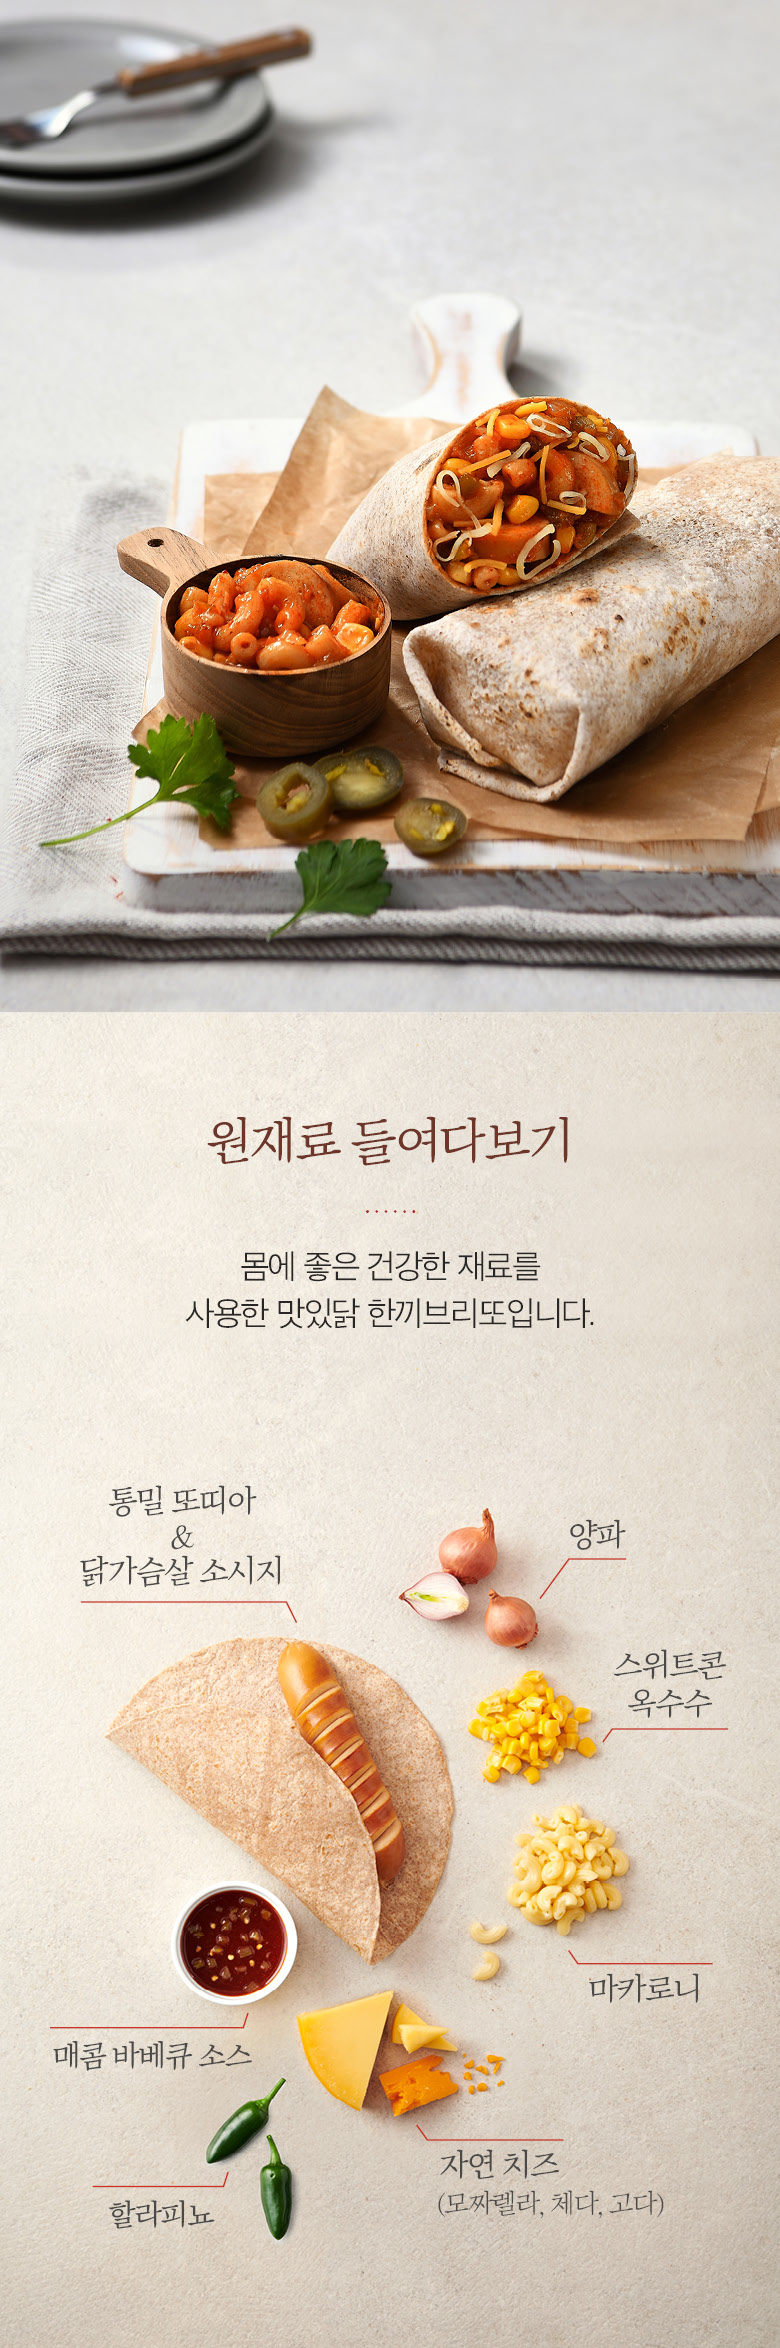 원재료 들여다보기
몸에 좋은 건강한 재료를
사용한 맛있닭 한끼브리또입니다.
통밀 또띠아
&
닭가슴살 소시지
양파
스위트콘
옥수수
마카로니
매콤 바베큐 소스
자연 치즈
(모짜렐라, 체다, 고다)
할라피뇨